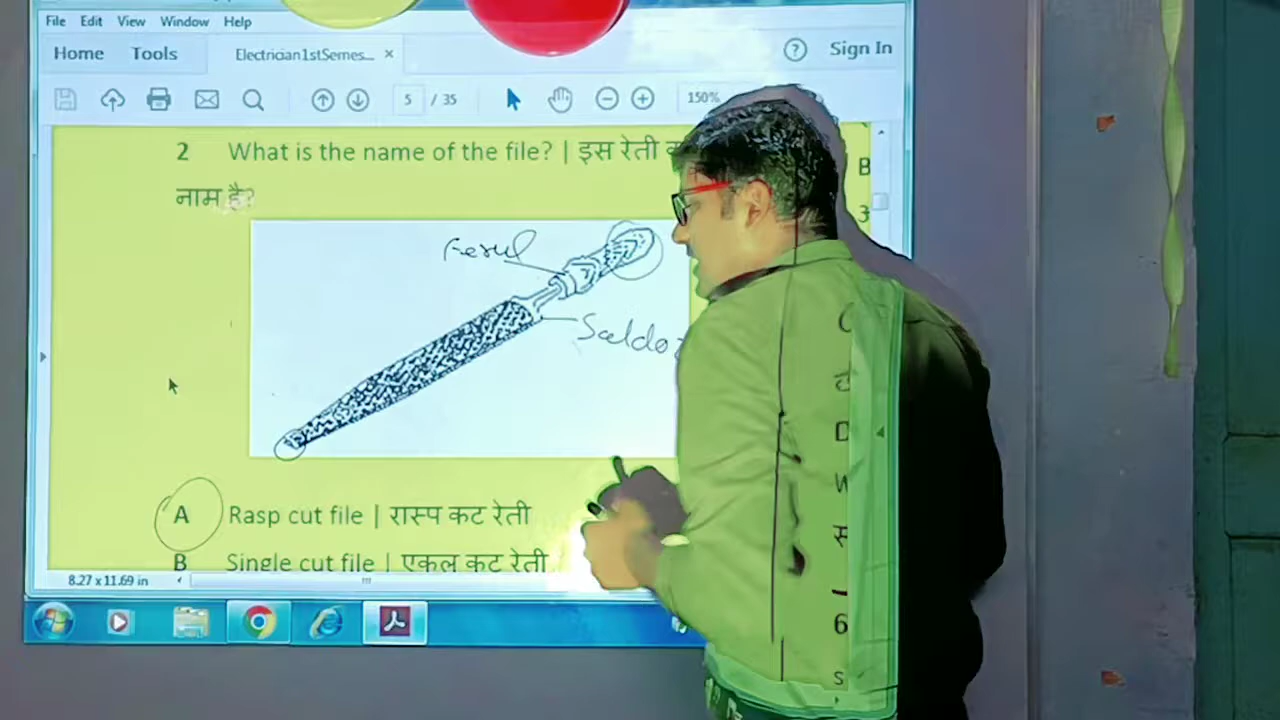 File Edit View Window Help
Home Tools Electrician1stSemes... × ? Sign In
5 / 35 150%
2 What is the name of the file? | इस रेती
नाम है?
B
3
Ferul
Saldo
C
D
A Rasp cut file | रास्प कट रेती
B Single cut file | एकल कट रेती
6
S
8.27 x 11.69 in